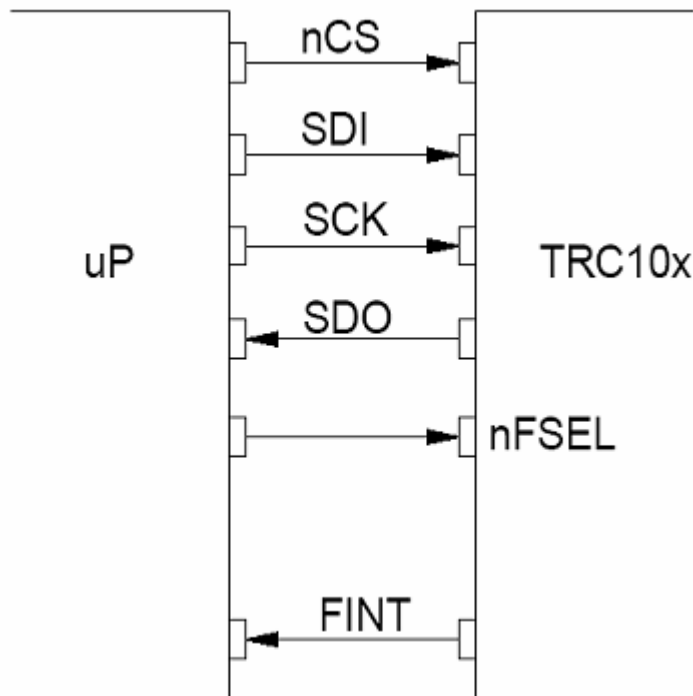 nCS
SDI
SCK
uP
TRC10x
SDO
nFSEL
FINT